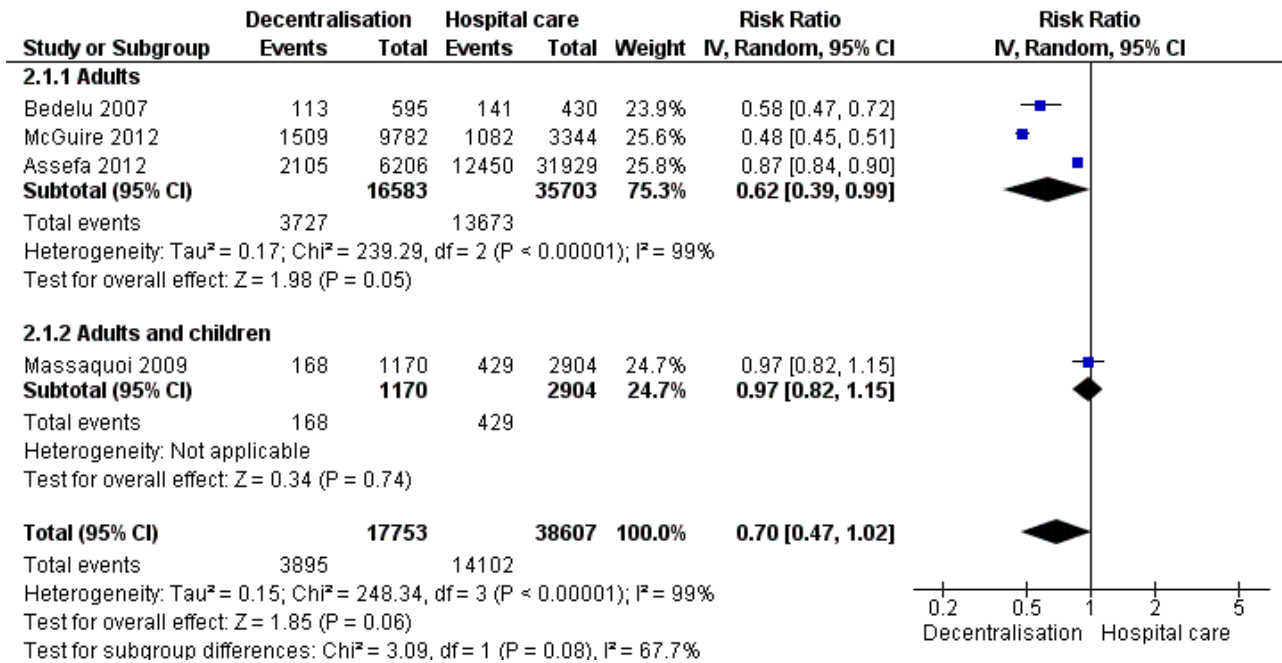 Decentralisation Hospital care Risk Ratio Risk Ratio
Study or Subgroup Events Total Events Total Weight IV, Random, 95% CI IV, Random, 95% CI
2.1.1 Adults
Bedelu 2007 113 595 141 430 23.9% 0.58 [0.47, 0.72]
McGuire 2012 1509 9782 1082 3344 25.6% 0.48 [0.45, 0.51]
Assefa 2012 2105 6206 12450 31929 25.8% 0.87 [0.84, 0.90]
Subtotal (95% CI) 16583 35703 75.3% 0.62 [0.39, 0.99]
Total events 3727 13673
Heterogeneity: Tau² = 0.17; Chi² = 239.29, df = 2 (P < 0.00001); I² = 99%
Test for overall effect: Z = 1.98 (P = 0.05)
2.1.2 Adults and children
Massaquoi 2009 168 1170 429 2904 24.7% 0.97 [0.82, 1.15]
Subtotal (95% CI) 1170 2904 24.7% 0.97 [0.82, 1.15]
Total events 168 429
Heterogeneity: Not applicable
Test for overall effect: Z = 0.34 (P = 0.74)
Total (95% CI) 17753 38607 100.0% 0.70 [0.47, 1.02]
Total events 3895 14102
Heterogeneity: Tau² = 0.15; Chi² = 248.34, df = 3 (P < 0.00001); I² = 99%
Test for overall effect: Z = 1.85 (P = 0.06)
Test for subgroup differences: Chi² = 3.09, df = 1 (P = 0.08), I² = 67.7%
0.2 0.5 1 2 5
Decentralisation Hospital care